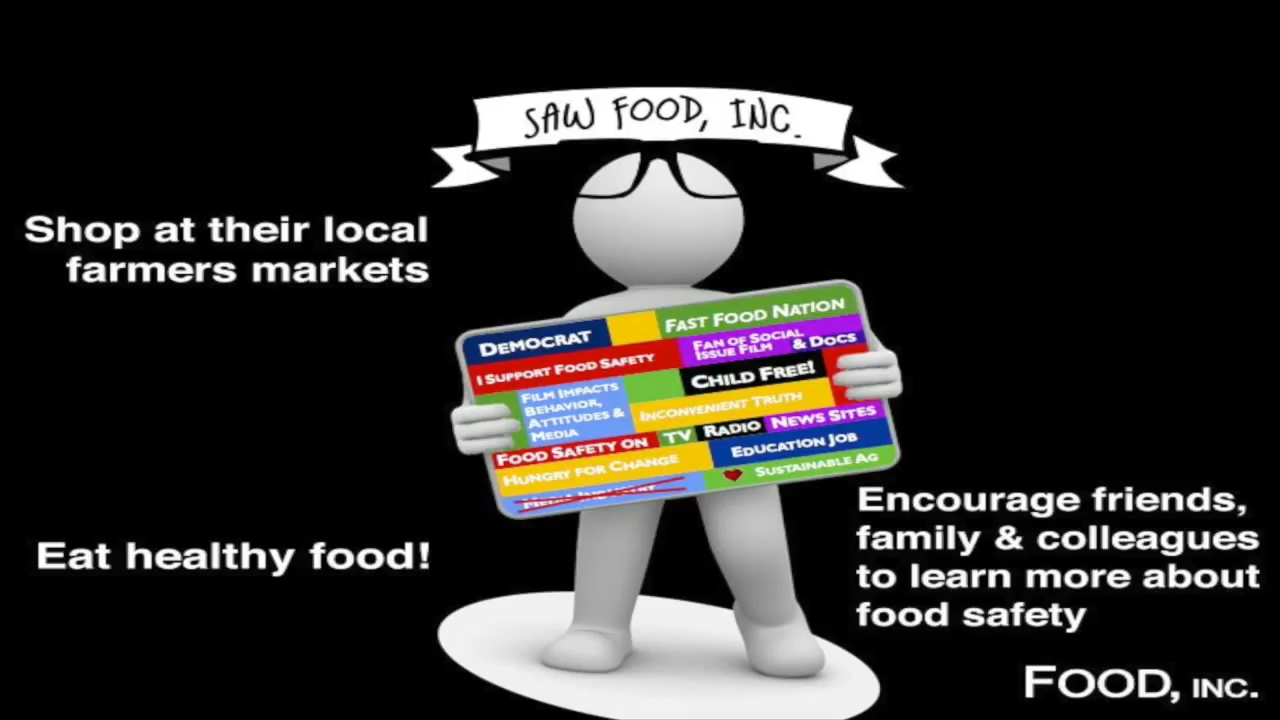 SAW FOOD, INC.
Shop at their local
farmers markets
DEMOCRAT
FAST FOOD NATION
I SUPPORT FOOD SAFETY
FAN OF SOCIAL
ISSUE FILM & DOCS
FILM IMPACTS
BEHAVIOR,
ATTITUDES &
MEDIA
CHILD FREE!
INCONVENIENT TRUTH
FOOD SAFETY ON TV RADIO NEWS SITES
HUNGRY FOR CHANGE
EDUCATION JOB
MEDIA INDUSTRY
SUSTAINABLE AG
Eat healthy food!
Encourage friends,
family & colleagues
to learn more about
food safety
FOOD, INC.